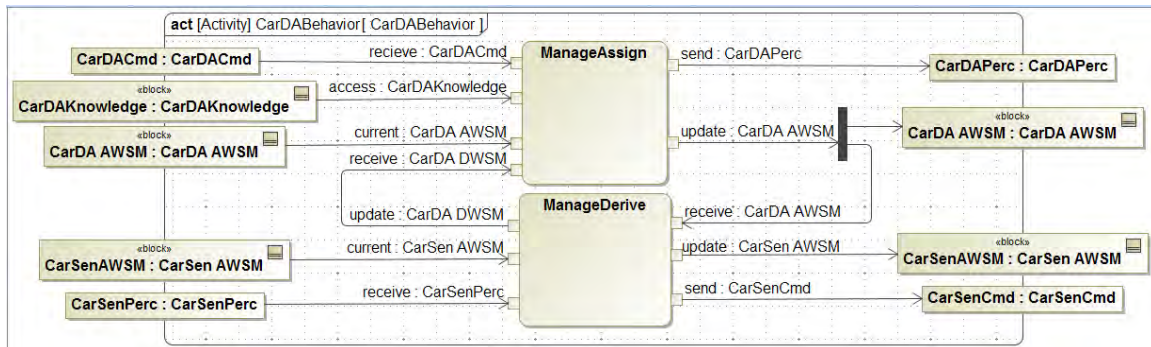 act [Activity] CarDABehavior [ CarDABehavior ]
CarDACmd : CarDACmd
recieve : CarDACmd
ManageAssign
send : CarDAPerc
CarDAPerc : CarDAPerc
«block»
CarDAKnowledge : CarDAKnowledge
access : CarDAKnowledge
«block»
CarDA AWSM : CarDA AWSM
current : CarDA AWSM
receive : CarDA DWSM
update : CarDA AWSM
«block»
CarDA AWSM : CarDA AWSM
ManageDerive
update : CarDA DWSM
receive : CarDA AWSM
«block»
CarSenAWSM : CarSen AWSM
current : CarSen AWSM
update : CarSen AWSM
«block»
CarSenAWSM : CarSen AWSM
CarSenPerc : CarSenPerc
receive : CarSenPerc
send : CarSenCmd
CarSenCmd : CarSenCmd